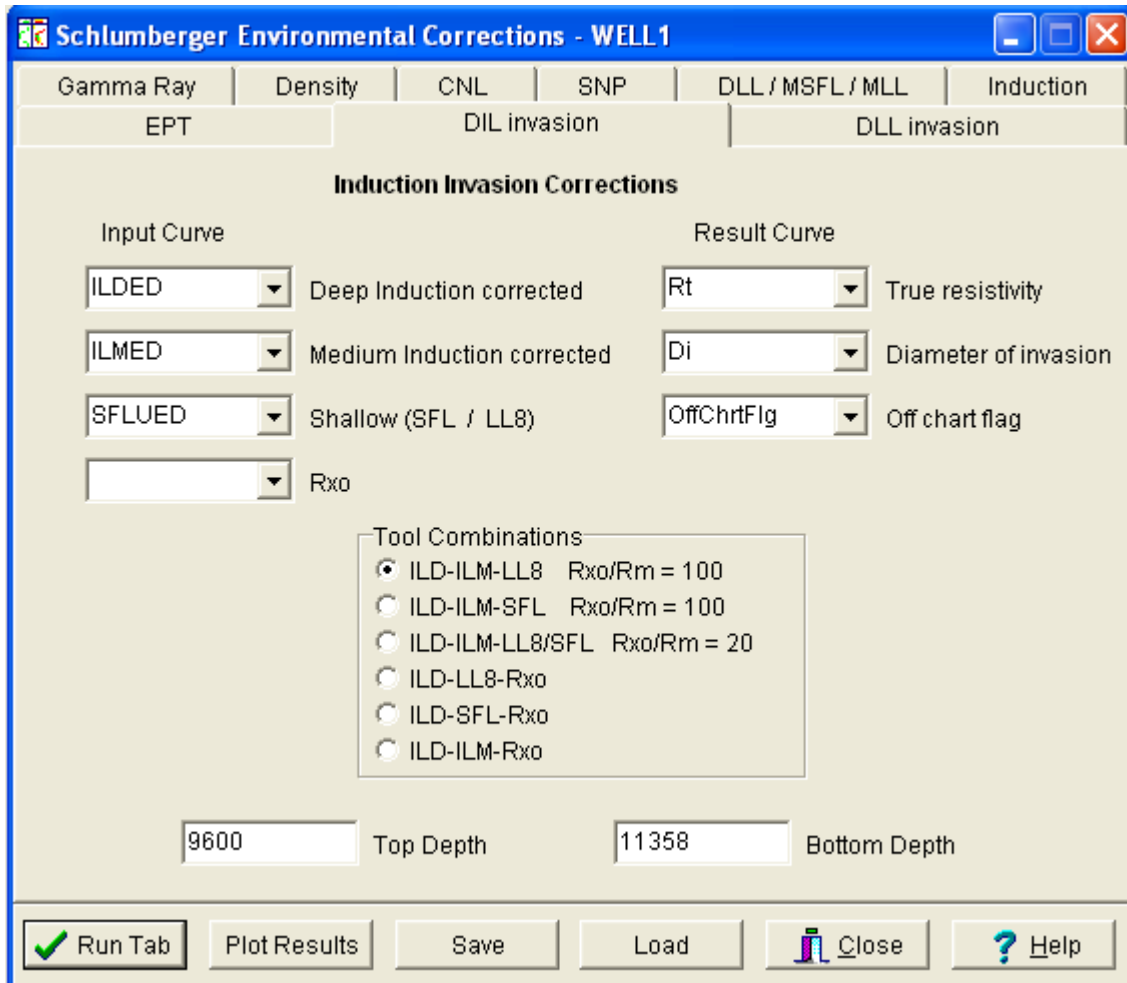 Schlumberger Environmental Corrections - WELL1
Gamma Ray Density CNL SNP DLL / MSFL / MLL Induction
EPT DIL invasion DLL invasion
Induction Invasion Corrections
Input Curve Result Curve
ILDED Deep Induction corrected Rt True resistivity
ILMED Medium Induction corrected Di Diameter of invasion
SFLUED Shallow (SFL / LL8) OffChrtFlg Off chart flag
Rxo
Tool Combinations
ILD-ILM-LL8 Rxo/Rm = 100
ILD-ILM-SFL Rxo/Rm = 100
ILD-ILM-LL8/SFL Rxo/Rm = 20
ILD-LL8-Rxo
ILD-SFL-Rxo
ILD-ILM-Rxo
9600 Top Depth 11358 Bottom Depth
Run Tab Plot Results Save Load Close Help